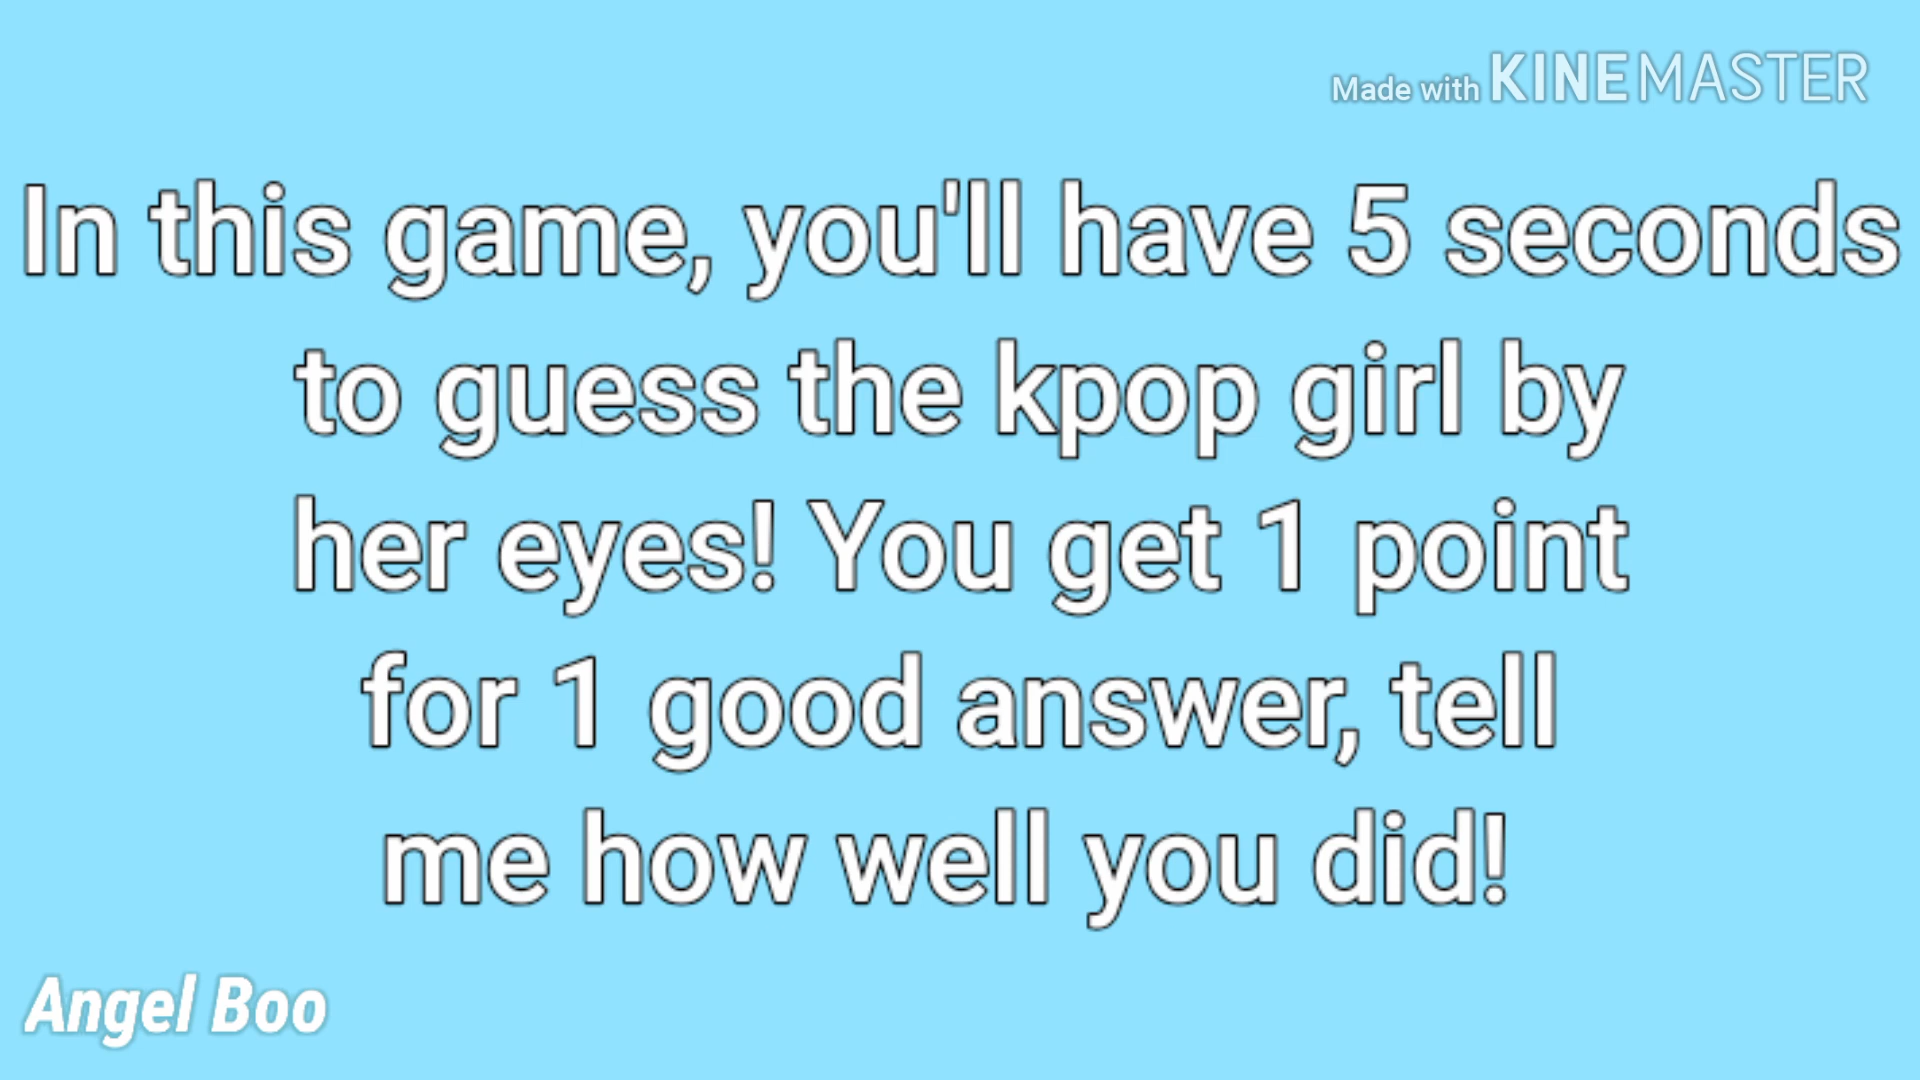 Made with KINEMASTER
In this game, you'll have 5 seconds
to guess the kpop girl by
her eyes! You get 1 point
for 1 good answer, tell
me how well you did!
Angel Boo